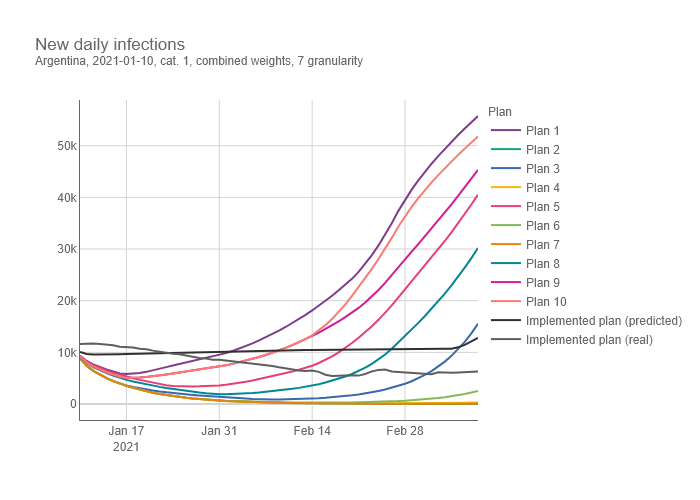 New daily infections
Argentina, 2021-01-10, cat. 1, combined weights, 7 granularity
Plan
50k
40k
30k
20k
10k
0
Jan 17
2021
Jan 31
Feb 14
Feb 28
Plan 1
Plan 2
Plan 3
Plan 4
Plan 5
Plan 6
Plan 7
Plan 8
Plan 9
Plan 10
Implemented plan (predicted)
Implemented plan (real)